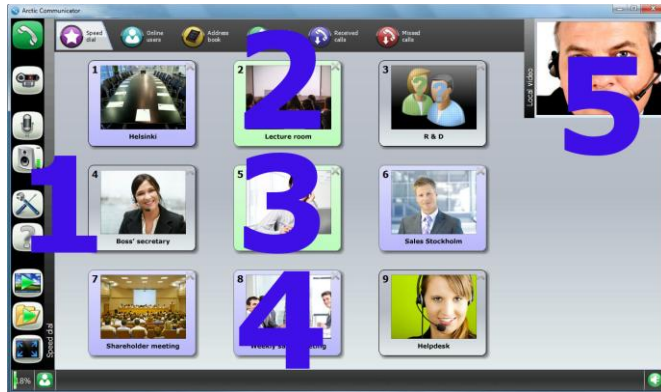 Arctic Communicator
Speed dial
Online users
Address book
Received calls
Missed calls
Local video
1
Helsinki
2
Lecture room
3
R & D
4
Boss' secretary
5
6
Sales Stockholm
7
Shareholder meeting
8
Weekly meeting
9
Helpdesk
Speed dial
18%
1
2
3
4
5